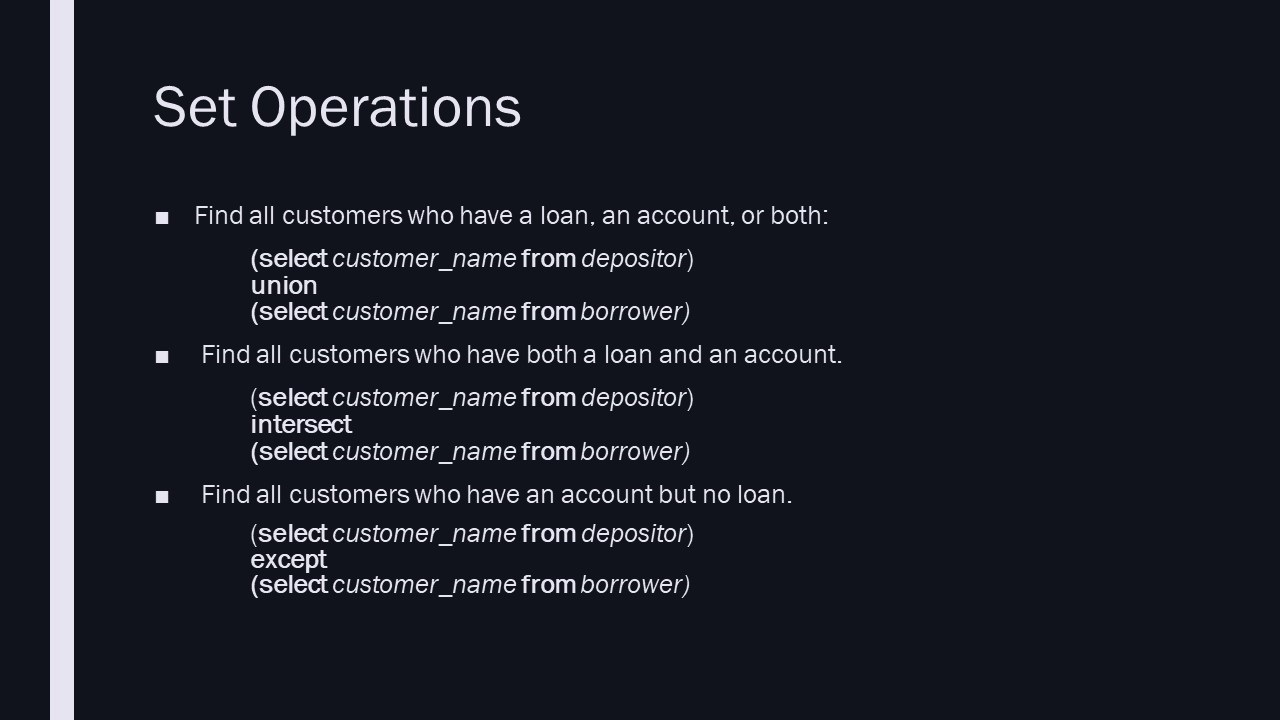 Set Operations
■ Find all customers who have a loan, an account, or both:
(select customer_name from depositor)
union
(select customer_name from borrower)
■ Find all customers who have both a loan and an account.
(select customer_name from depositor)
intersect
(select customer_name from borrower)
■ Find all customers who have an account but no loan.
(select customer_name from depositor)
except
(select customer_name from borrower)